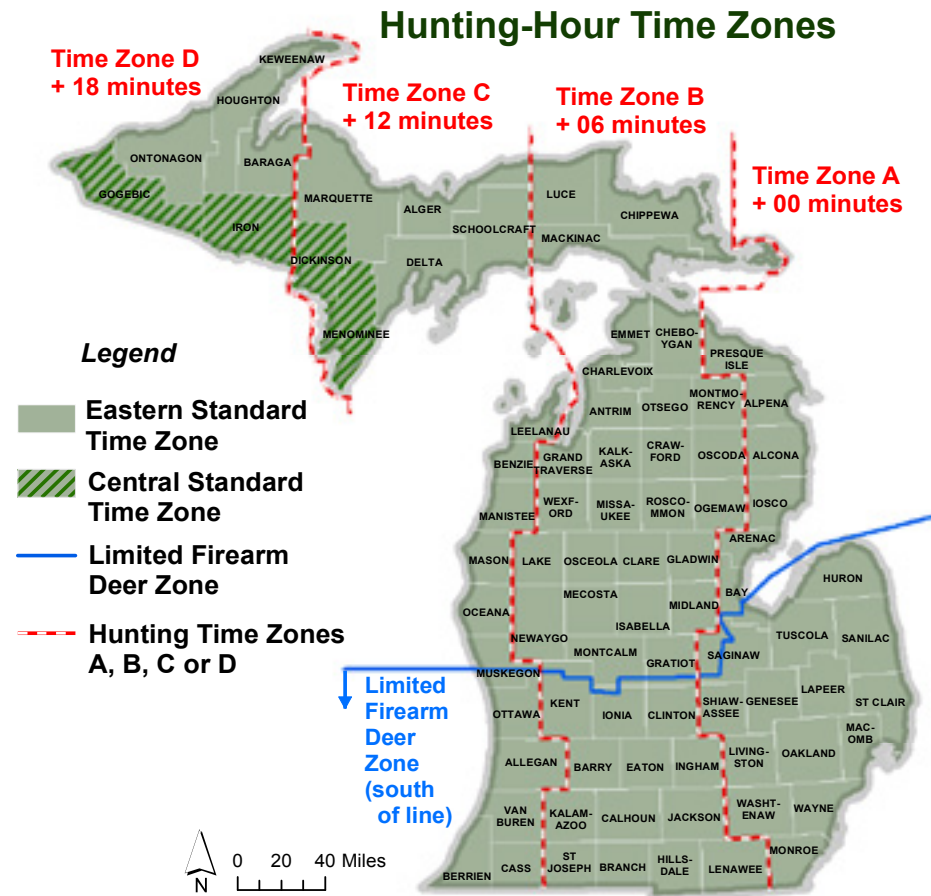 Hunting-Hour Time Zones
Time Zone D
+ 18 minutes
Time Zone C
+ 12 minutes
Time Zone B
+ 06 minutes
Time Zone A
+ 00 minutes
KEWEENAW
HOUGHTON
ONTONAGON
BARAGA
GOGEBIC
IRON
MARQUETTE
DICKINSON
MENOMINEE
ALGER
DELTA
SCHOOLCRAFT
LUCE
CHIPPEWA
MACKINAC
EMMET
CHEBO-
YGAN
PRESQUE
ISLE
CHARLEVOIX
ANTRIM
OTSEGO
MONTMO-
RENCY
ALPENA
LEELANAU
BENZIE
GRAND
TRAVERSE
KALK-
ASKA
CRAW-
FORD
OSCODA
ALCONA
MANISTEE
WEXF-
ORD
MISSA-
UKEE
ROSCO-
MMON
OGEMAW
IOSCO
ARENAC
MASON
LAKE
OSCEOLA
CLARE
GLADWIN
BAY
HURON
OCEANA
MECOSTA
MIDLAND
ISABELLA
NEWAYGO
TUSCOLA
SANILAC
MONTCALM
GRATIOT
SAGINAW
MUSKEGON
OTTAWA
KENT
IONIA
CLINTON
SHIAW-
ASSEE
GENESEE
LAPEER
ST CLAIR
MAC-
OMB
ALLEGAN
BARRY
EATON
INGHAM
LIVING-
STON
OAKLAND
VAN
BUREN
KALAM-
AZOO
CALHOUN
JACKSON
WASHT-
ENAW
WAYNE
BERRIEN
CASS
ST
JOSEPH
BRANCH
HILLS-
DALE
LENAWEE
MONROE
Legend
Eastern Standard
Time Zone
Central Standard
Time Zone
Limited Firearm
Deer Zone
Hunting Time Zones
A, B, C or D
Limited
Firearm
Deer
Zone
(south
of line)
N
0 20 40 Miles